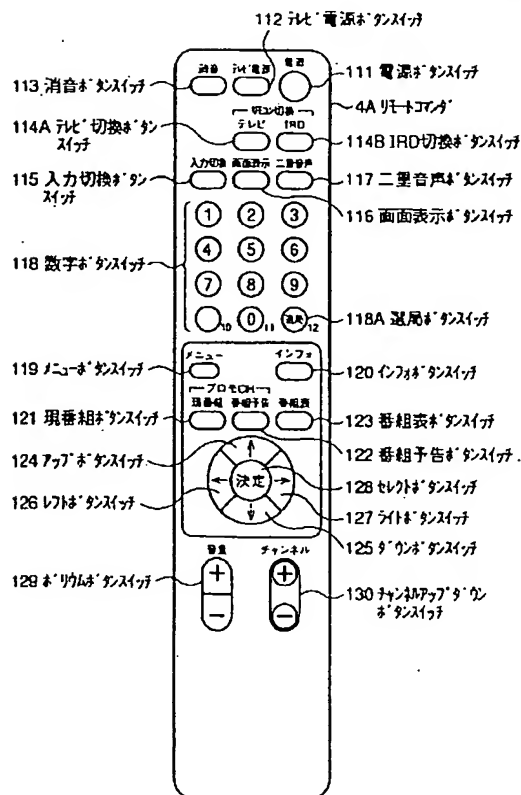 112 テレビ電源ボタンスイッチ
113 消音ボタンスイッチ
消音
テレビ電源
電源
111 電源ボタンスイッチ
4A リモートコマンダ
114A テレビ切換ボタン
スイッチ
リモコン切換
テレビ
IRD
114B IRD切換ボタンスイッチ
115 入力切換ボタン
スイッチ
入力切換
画面表示
二重音声
117 二重音声ボタンスイッチ
116 画面表示ボタンスイッチ
118 数字ボタンスイッチ
1 2 3
4 5 6
7 8 9
10 0 11 選局 12
118A 選局ボタンスイッチ
119 メニューボタンスイッチ
メニュー
インフォ
120 インフォボタンスイッチ
プロモCH
121 現番組ボタンスイッチ
現番組
番組予告
番組表
123 番組表ボタンスイッチ
122 番組予告ボタンスイッチ
124 アップボタンスイッチ
↑
← 決定 →
↓
128 セレクトボタンスイッチ
126 レフトボタンスイッチ
127 ライトボタンスイッチ
125 ダウンボタンスイッチ
音量
チャンネル
129 ボリウムボタンスイッチ
+ +
− −
130 チャンネルアップダウン
ボタンスイッチ